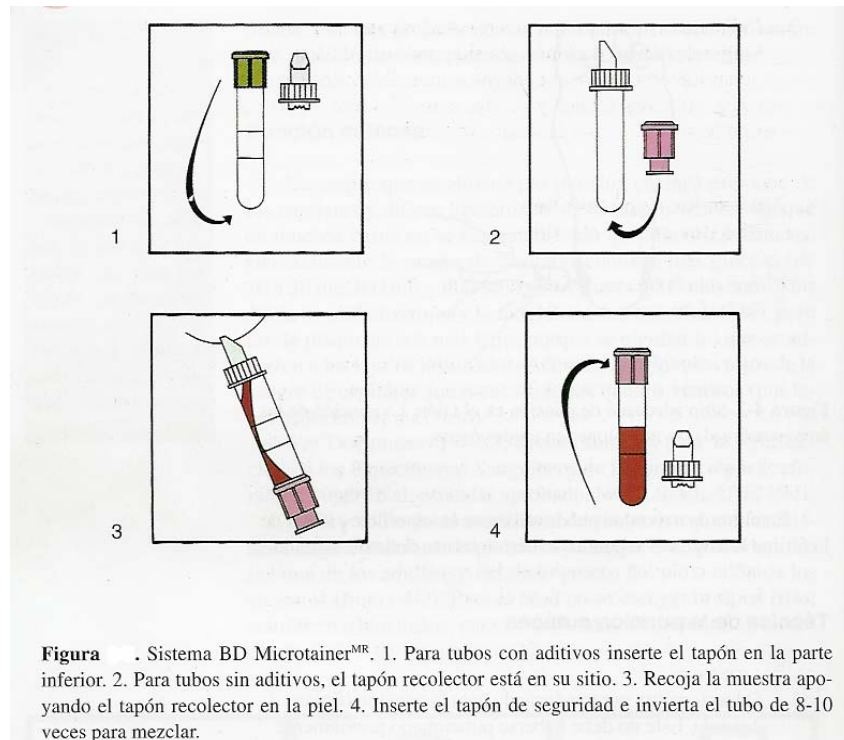 1
2
3
4
Figura . Sistema BD Microtainer^MR. 1. Para tubos con aditivos inserte el tapón en la parte
inferior. 2. Para tubos sin aditivos, el tapón recolector está en su sitio. 3. Recoja la muestra apo-
yando el tapón recolector en la piel. 4. Inserte el tapón de seguridad e invierta el tubo de 8-10
veces para mezclar.